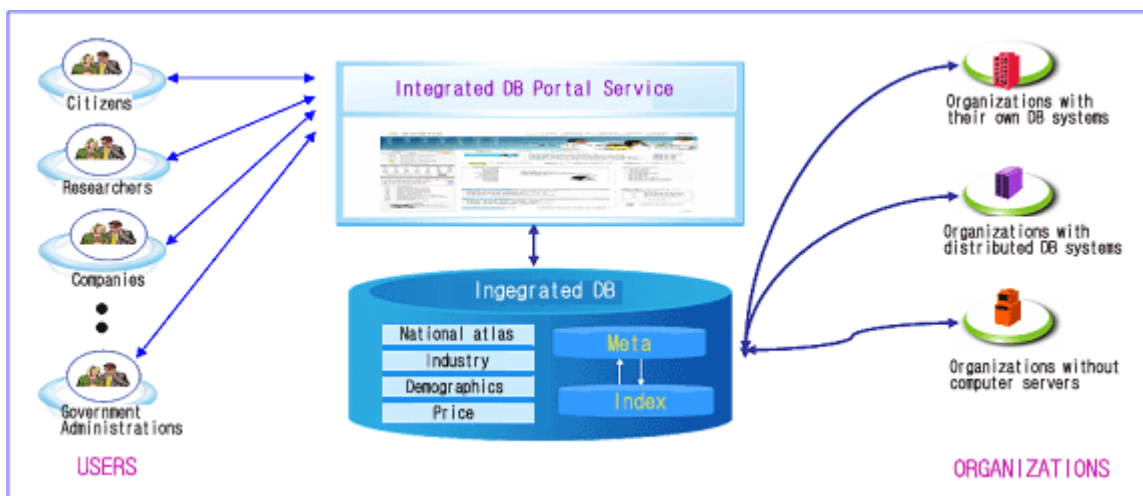 Citizens
Researchers
Companies
Government
Administrations
USERS
Integrated DB Portal Service
Ingegrated DB
National atlas
Industry
Demographics
Price
Meta
Index
Organizations with
their own DB systems
Organizations with
distributed DB systems
Organizations without
computer servers
ORGANIZATIONS